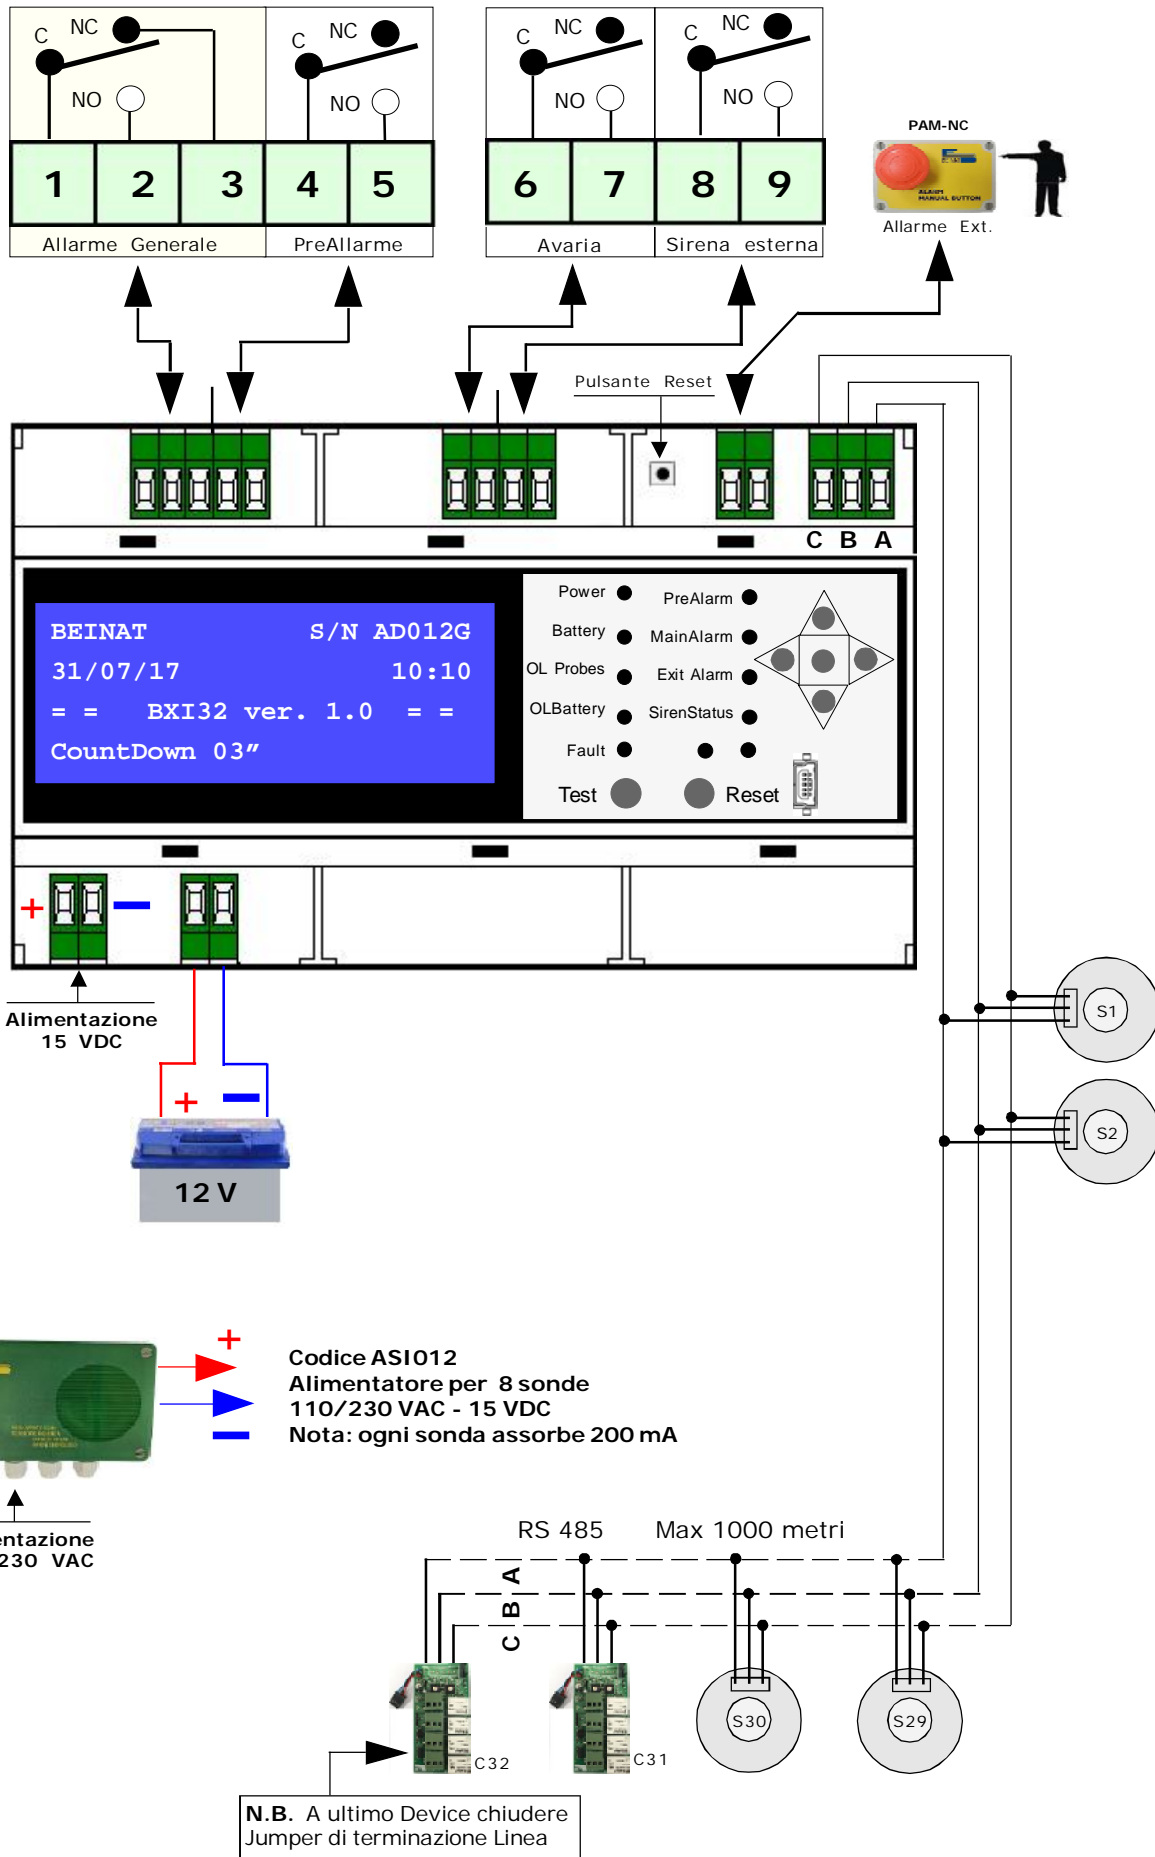 C NC C NC C NC C NC
NO NO NO NO
PAM-NC
1 2 3 4 5 6 7 8 9
ALARM
MANUAL BUTTON
Allarme Generale PreAllarme Avaria Sirena esterna
Allarme Ext.
Pulsante Reset
C B A
BEINAT S/N AD012G
31/07/17 10:10
= = BXI32 ver. 1.0 = =
CountDown 03”
Power PreAlarm
Battery MainAlarm
OL Probes Exit Alarm
OLBattery SirenStatus
Fault
Test Reset
+ −
Alimentazione
15 VDC
+ −
12 V
S1
S2
+
−
Codice ASI012
Alimentatore per 8 sonde
110/230 VAC - 15 VDC
Nota: ogni sonda assorbe 200 mA
entazione
230 VAC
RS 485 Max 1000 metri
A
B
C
C32 C31 S30 S29
N.B. A ultimo Device chiudere
Jumper di terminazione Linea